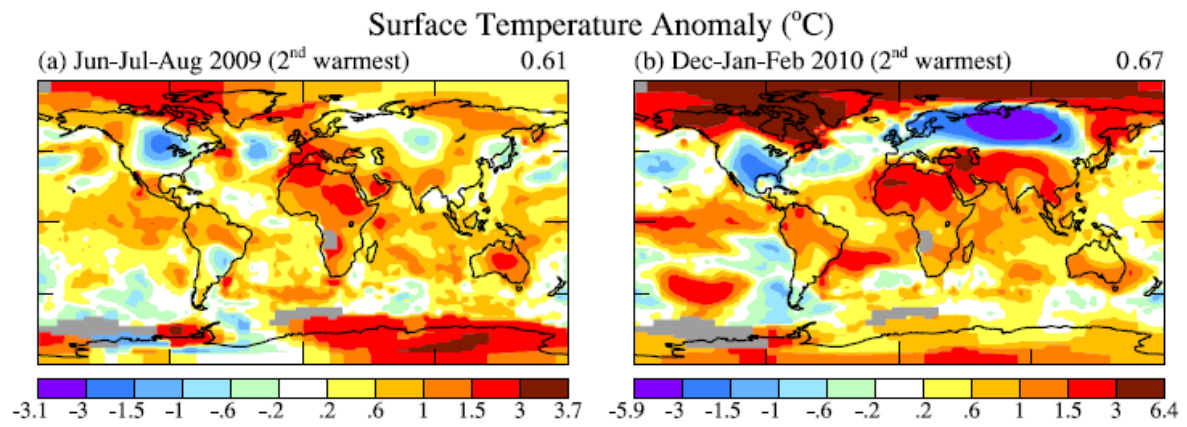 Surface Temperature Anomaly (°C)
(a) Jun-Jul-Aug 2009 (2nd warmest) 0.61
(b) Dec-Jan-Feb 2010 (2nd warmest) 0.67
-3.1 -3 -1.5 -1 -.6 -.2 .2 .6 1 1.5 3 3.7
-5.9 -3 -1.5 -1 -.6 -.2 .2 .6 1 1.5 3 6.4